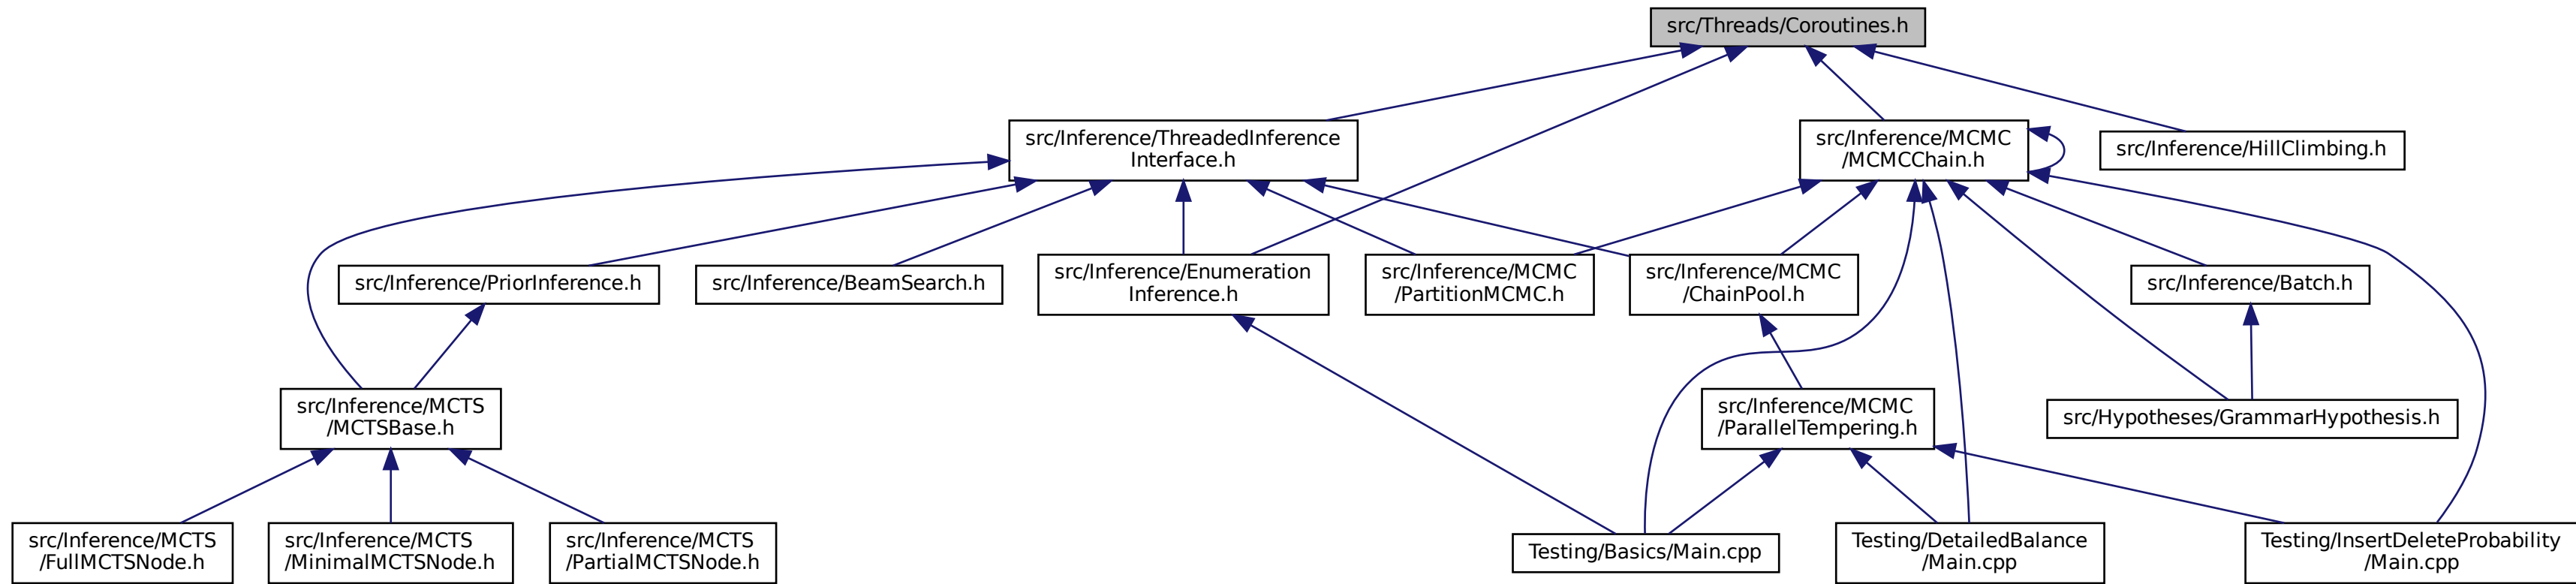 src/Threads/Coroutines.h
src/Inference/ThreadedInference
Interface.h
src/Inference/MCMC
/MCMCChain.h
src/Inference/HillClimbing.h
src/Inference/PriorInference.h
src/Inference/BeamSearch.h
src/Inference/Enumeration
Inference.h
src/Inference/MCMC
/PartitionMCMC.h
src/Inference/MCMC
/ChainPool.h
src/Inference/Batch.h
src/Inference/MCTS
/MCTSBase.h
src/Inference/MCMC
/ParallelTempering.h
src/Hypotheses/GrammarHypothesis.h
src/Inference/MCTS
/FullMCTSNode.h
src/Inference/MCTS
/MinimalMCTSNode.h
src/Inference/MCTS
/PartialMCTSNode.h
Testing/Basics/Main.cpp
Testing/DetailedBalance
/Main.cpp
Testing/InsertDeleteProbability
/Main.cpp